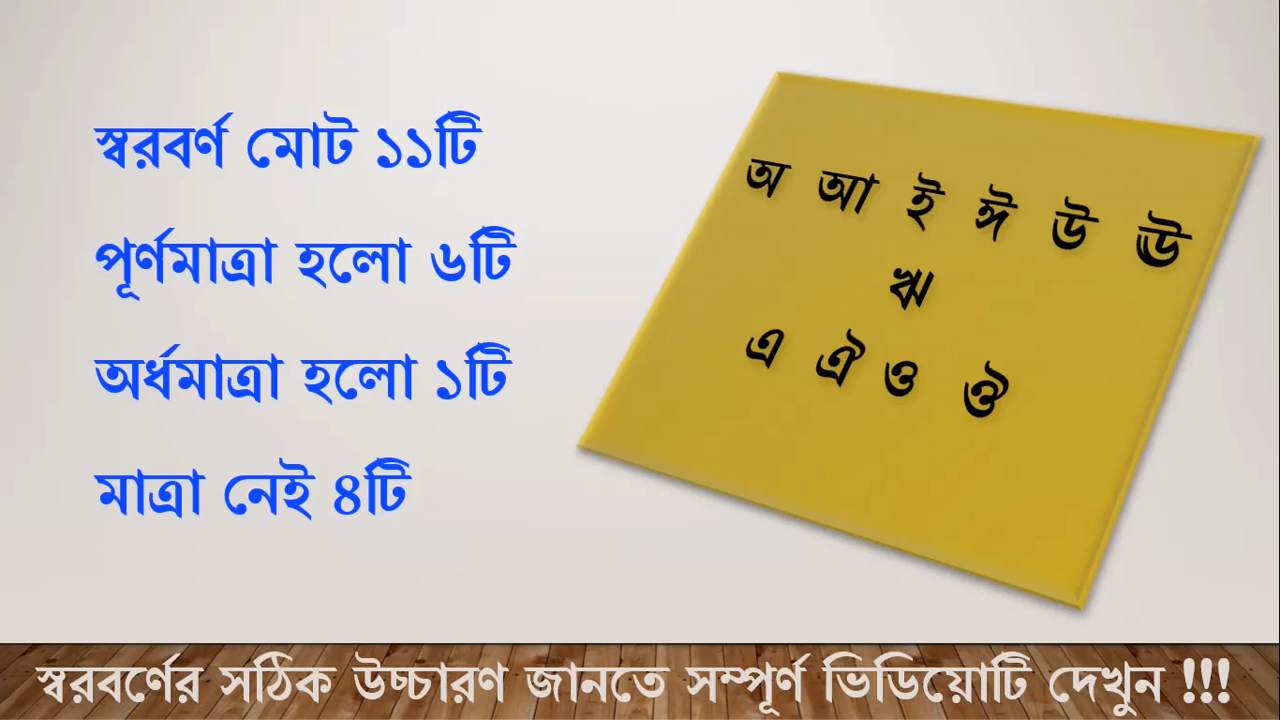 স্বরবর্ণ মোট ১১টি
পূর্ণমাত্রা হলো ৬টি
অর্ধমাত্রা হলো ১টি
মাত্রা নেই ৪টি
অ আ ই ঈ উ ঊ
ঋ
এ ঐ ও ঔ
স্বরবর্ণের সঠিক উচ্চারণ জানতে সম্পূর্ণ ভিডিয়োটি দেখুন !!!